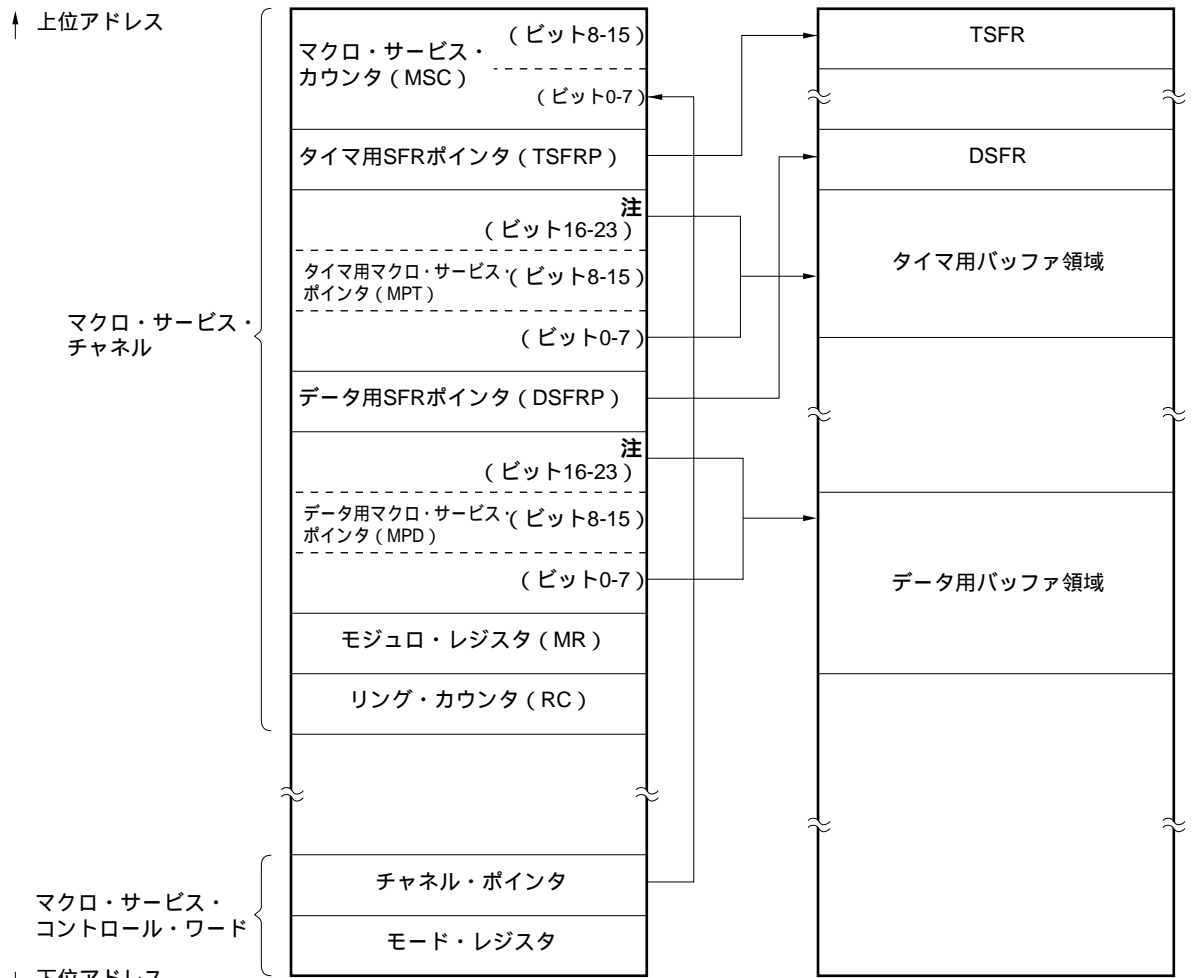 上位アドレス
マクロ・サービス・
カウンタ（MSC）
（ビット8-15）
（ビット0-7）
タイマ用SFRポインタ（TSFRP）
注
（ビット16-23）
タイマ用マクロ・サービス・
ポインタ（MPT）
（ビット8-15）
（ビット0-7）
データ用SFRポインタ（DSFRP）
注
（ビット16-23）
データ用マクロ・サービス・
ポインタ（MPD）
（ビット8-15）
（ビット0-7）
モジュロ・レジスタ（MR）
リング・カウンタ（RC）
マクロ・サービス・
チャネル
チャネル・ポインタ
モード・レジスタ
マクロ・サービス・
コントロール・ワード
下位アドレス
TSFR
DSFR
タイマ用バッファ領域
データ用バッファ領域